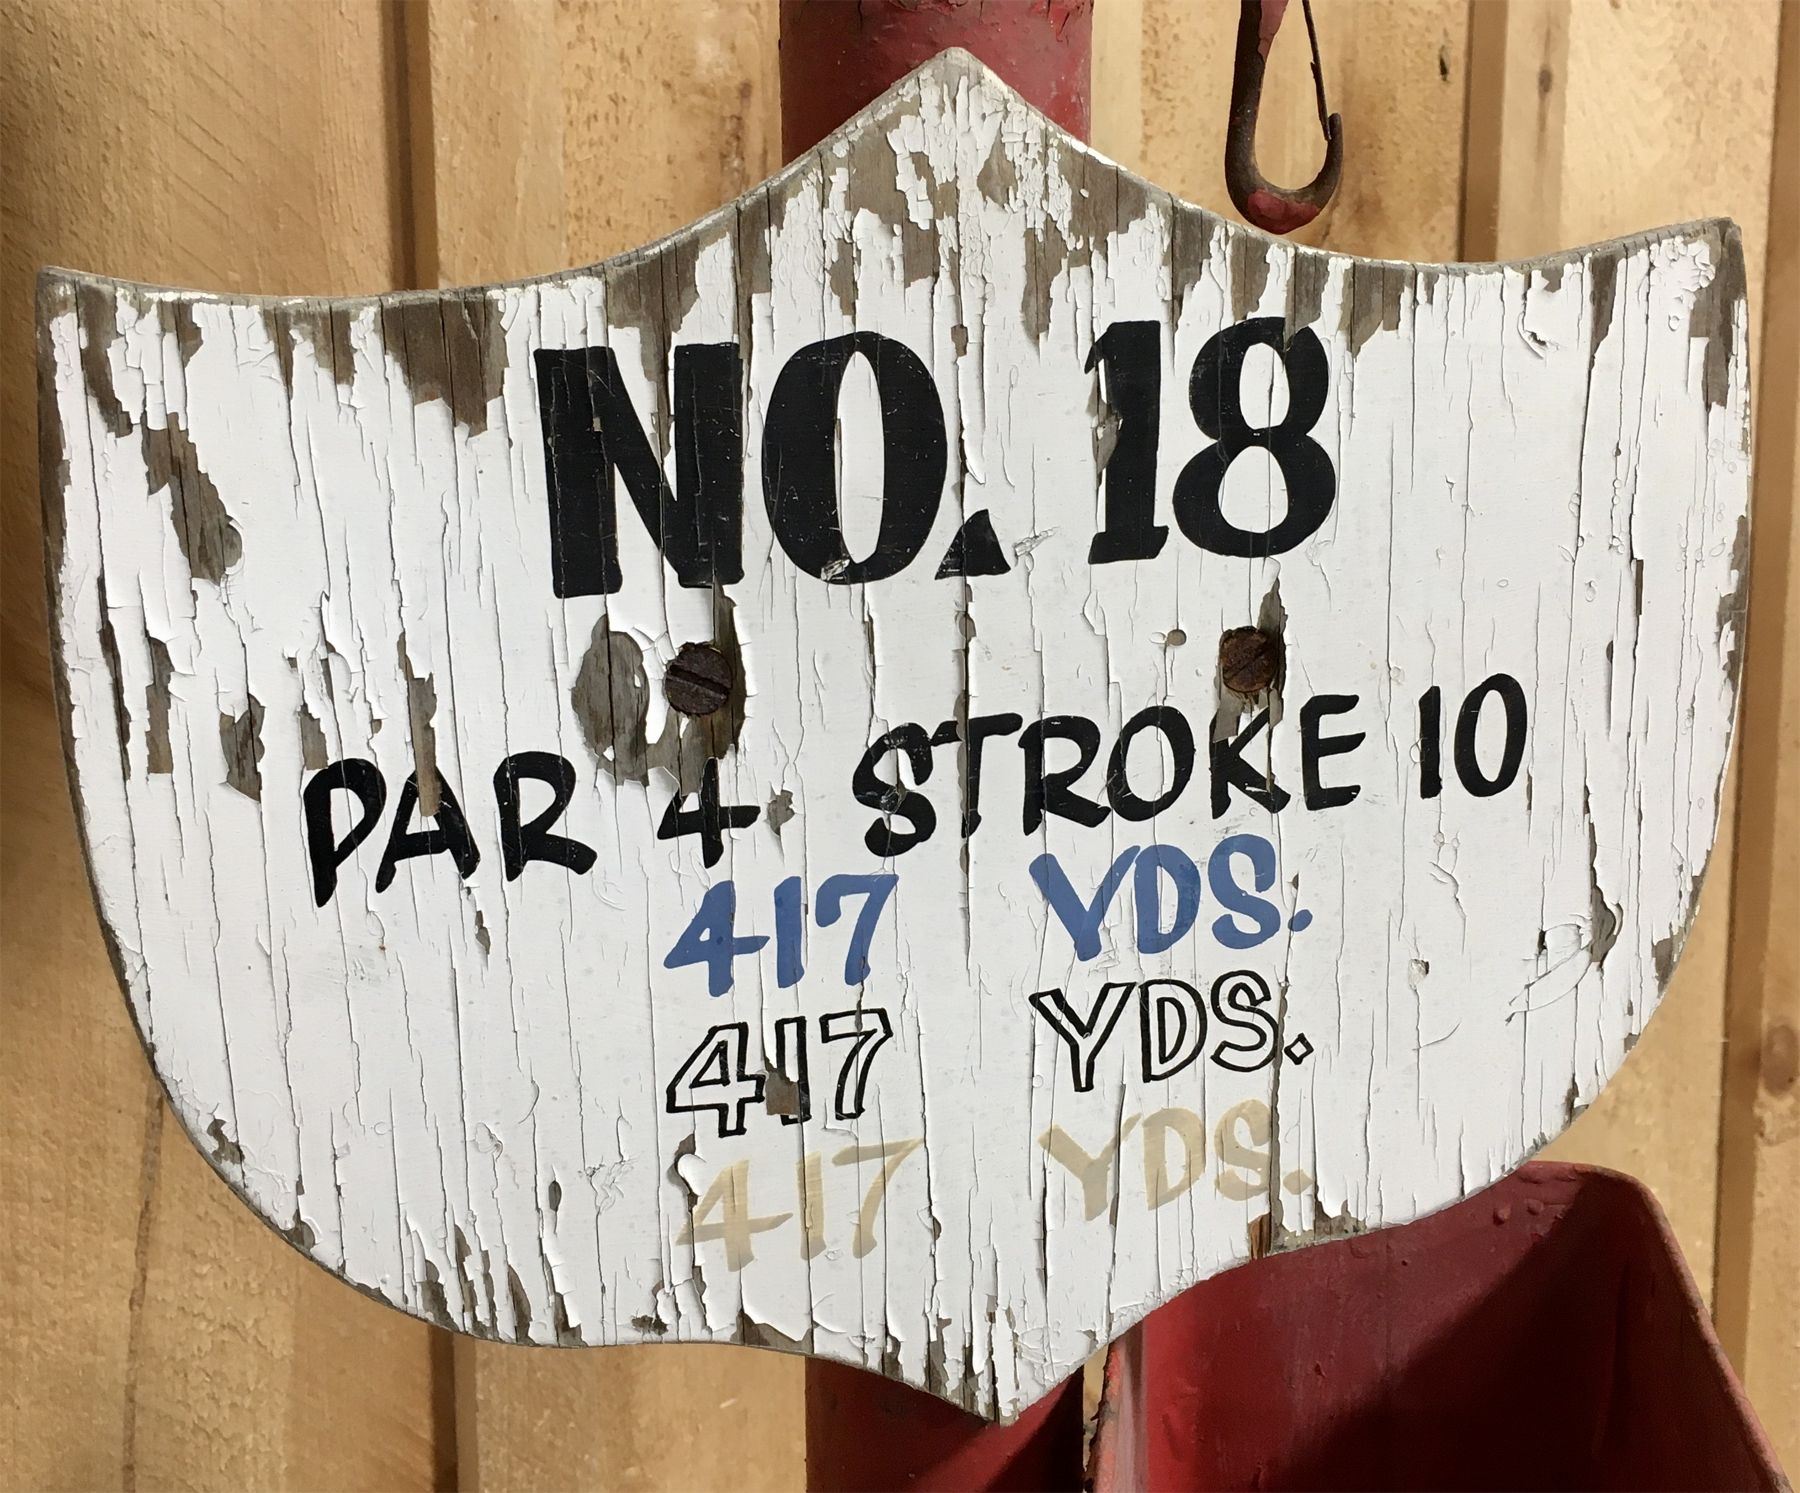 NO. 18
PAR 4 STROKE 10
417 YDS.
417 YDS.
417 YDS.